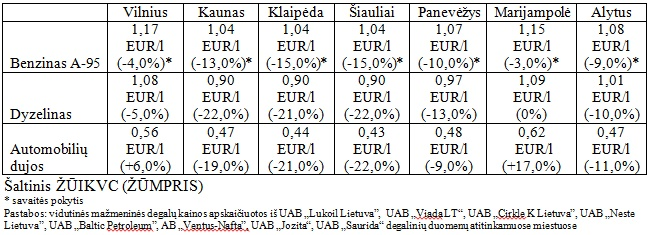 Vilnius Kaunas Klaipėda Šiauliai Panevėžys Marijampolė Alytus
1,17 1,04 1,04 1,04 1,07 1,15 1,08
EUR/l EUR/l EUR/l EUR/l EUR/l EUR/l EUR/l
Benzinas A-95 (-4,0%)* (-13,0%)* (-15,0%)* (-15,0%)* (-10,0%)* (-3,0%)* (-9,0%)*
1,08 0,90 0,90 0,90 0,97 1,09 1,01
EUR/l EUR/l EUR/l EUR/l EUR/l EUR/l EUR/l
Dyzelinas (-5,0%) (-22,0%) (-21,0%) (-22,0%) (-13,0%) (0%) (-10,0%)
0,56 0,47 0,44 0,43 0,48 0,62 0,47
Automobilių EUR/l EUR/l EUR/l EUR/l EUR/l EUR/l EUR/l
dujos (+6,0%) (-19,0%) (-21,0%) (-22,0%) (-9,0%) (+17,0%) (-11,0%)
Šaltinis ŽŪIKVC (ŽŪMPRIS)
* savaitės pokytis
Pastabos: vidutinės mažmeninės degalų kainos apskaičiuotos iš UAB „Lukoil Lietuva”, UAB „Viada LT“, UAB „Cirkle K Lietuva”, UAB „Neste
Lietuva”, UAB „Baltic Petroleum”, AB „Ventus-Nafta”, UAB „Jozita”, UAB „Saurida” degalinių duomenų atitinkamuose miestuose